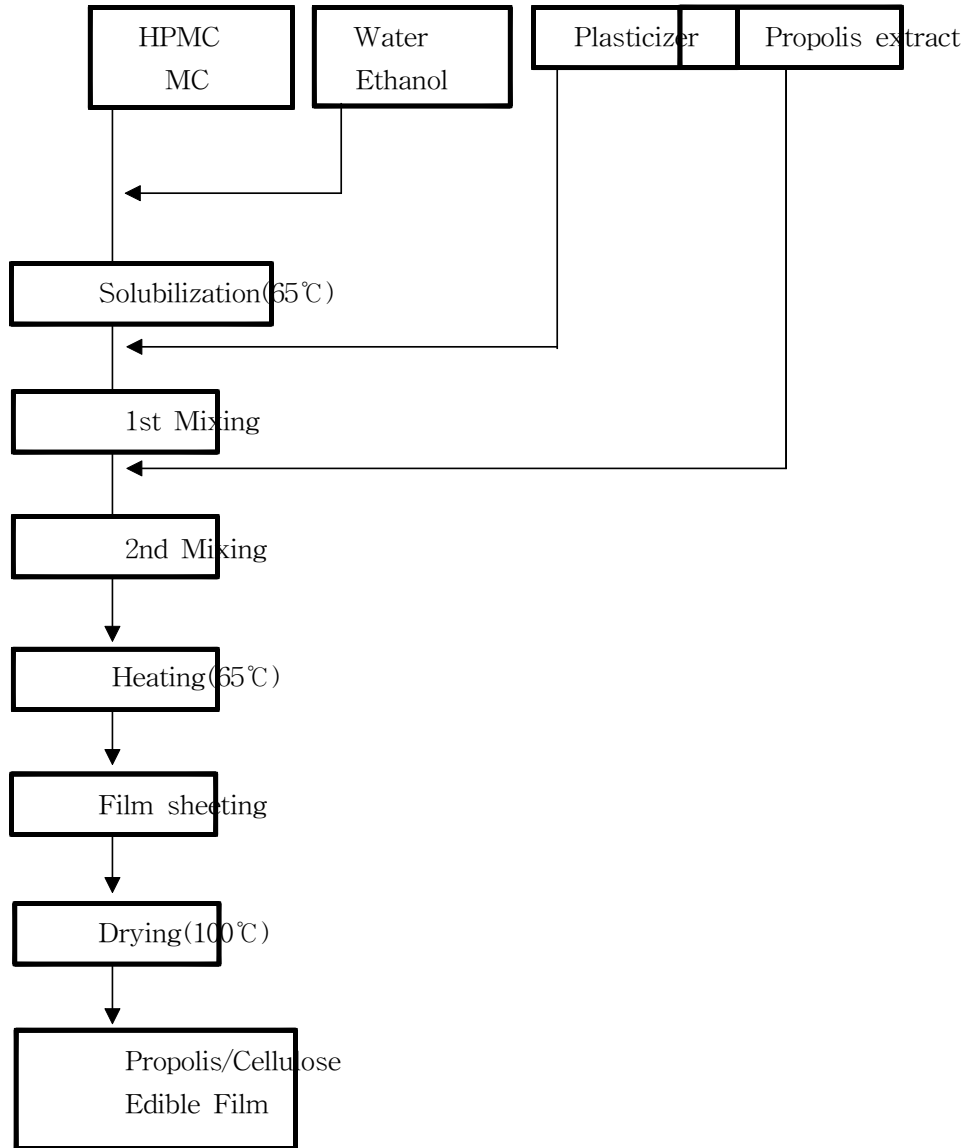 HPMC
MC
Water
Ethanol
Plasticizer
Propolis extract
Solubilization(65℃)
1st Mixing
2nd Mixing
Heating(65℃)
Film sheeting
Drying(100℃)
Propolis/Cellulose
Edible Film